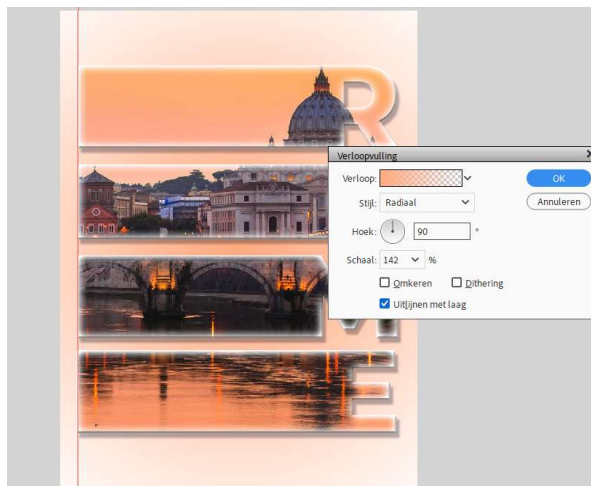 R
Verloopvulling
Verloop:
OK
Stijl: Radiaal
Annuleren
Hoek: 90 °
Schaal: 142 %
Omkeren Dithering
Uitlijnen met laag
M
E